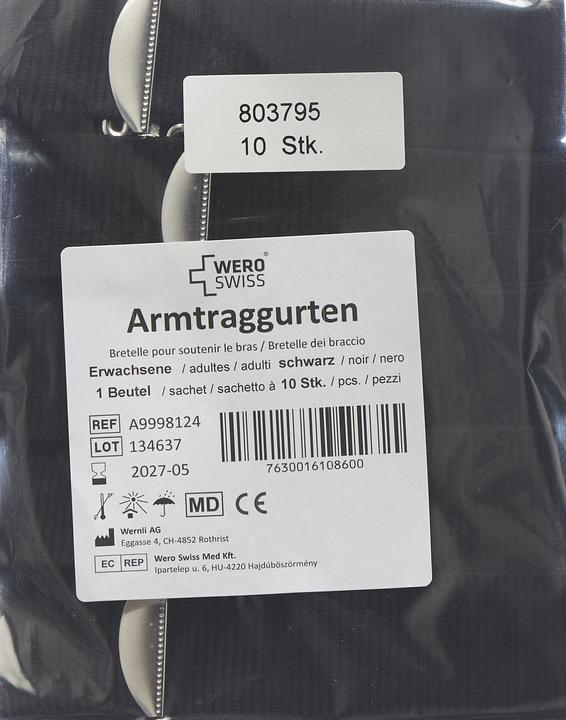 803795
10 Stk.
WERO®
SWISS
Armtraggurten
Bretelle pour soutenir le bras / Bretelle dei braccio
Erwachsene / adultes / adulti schwarz / noir / nero
1 Beutel / sachet / sachetto à 10 Stk. / pcs. / pezzi
REF A9998124
LOT 134637
2027-05
7630016108600
MD CE
Wernli AG
Eggasse 4, CH-4852 Rothrist
EC REP Wero Swiss Med Kft.
Ipartelep u. 6, HU-4220 Hajdúböszörmény